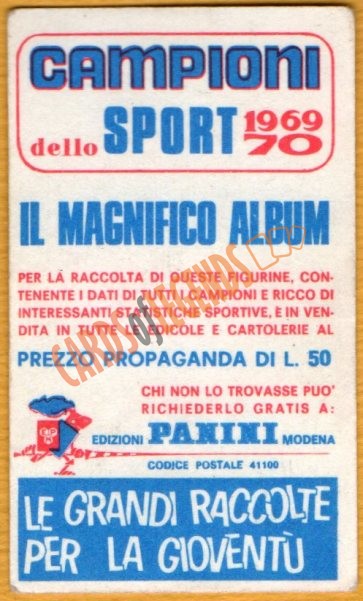 CAMPIONI
dello SPORT 1969
70
IL MAGNIFICO ALBUM
PER LA RACCOLTA DI QUESTE FIGURINE, CON-
TENENTE I DATI DI TUTTI I CAMPIONI E RICCO DI
INTERESSANTI STATISTICHE SPORTIVE, È IN VEN-
DITA IN TUTTE LE EDICOLE E CARTOLERIE AL
PREZZO PROPAGANDA DI L. 50
CHI NON LO TROVASSE PUO'
RICHIEDERLO GRATIS A:
EDIZIONI PANINI MODENA
CODICE POSTALE 41100
LE GRANDI RACCOLTE
PER LA GIOVENTÙ
CARDS OF LEGENDS